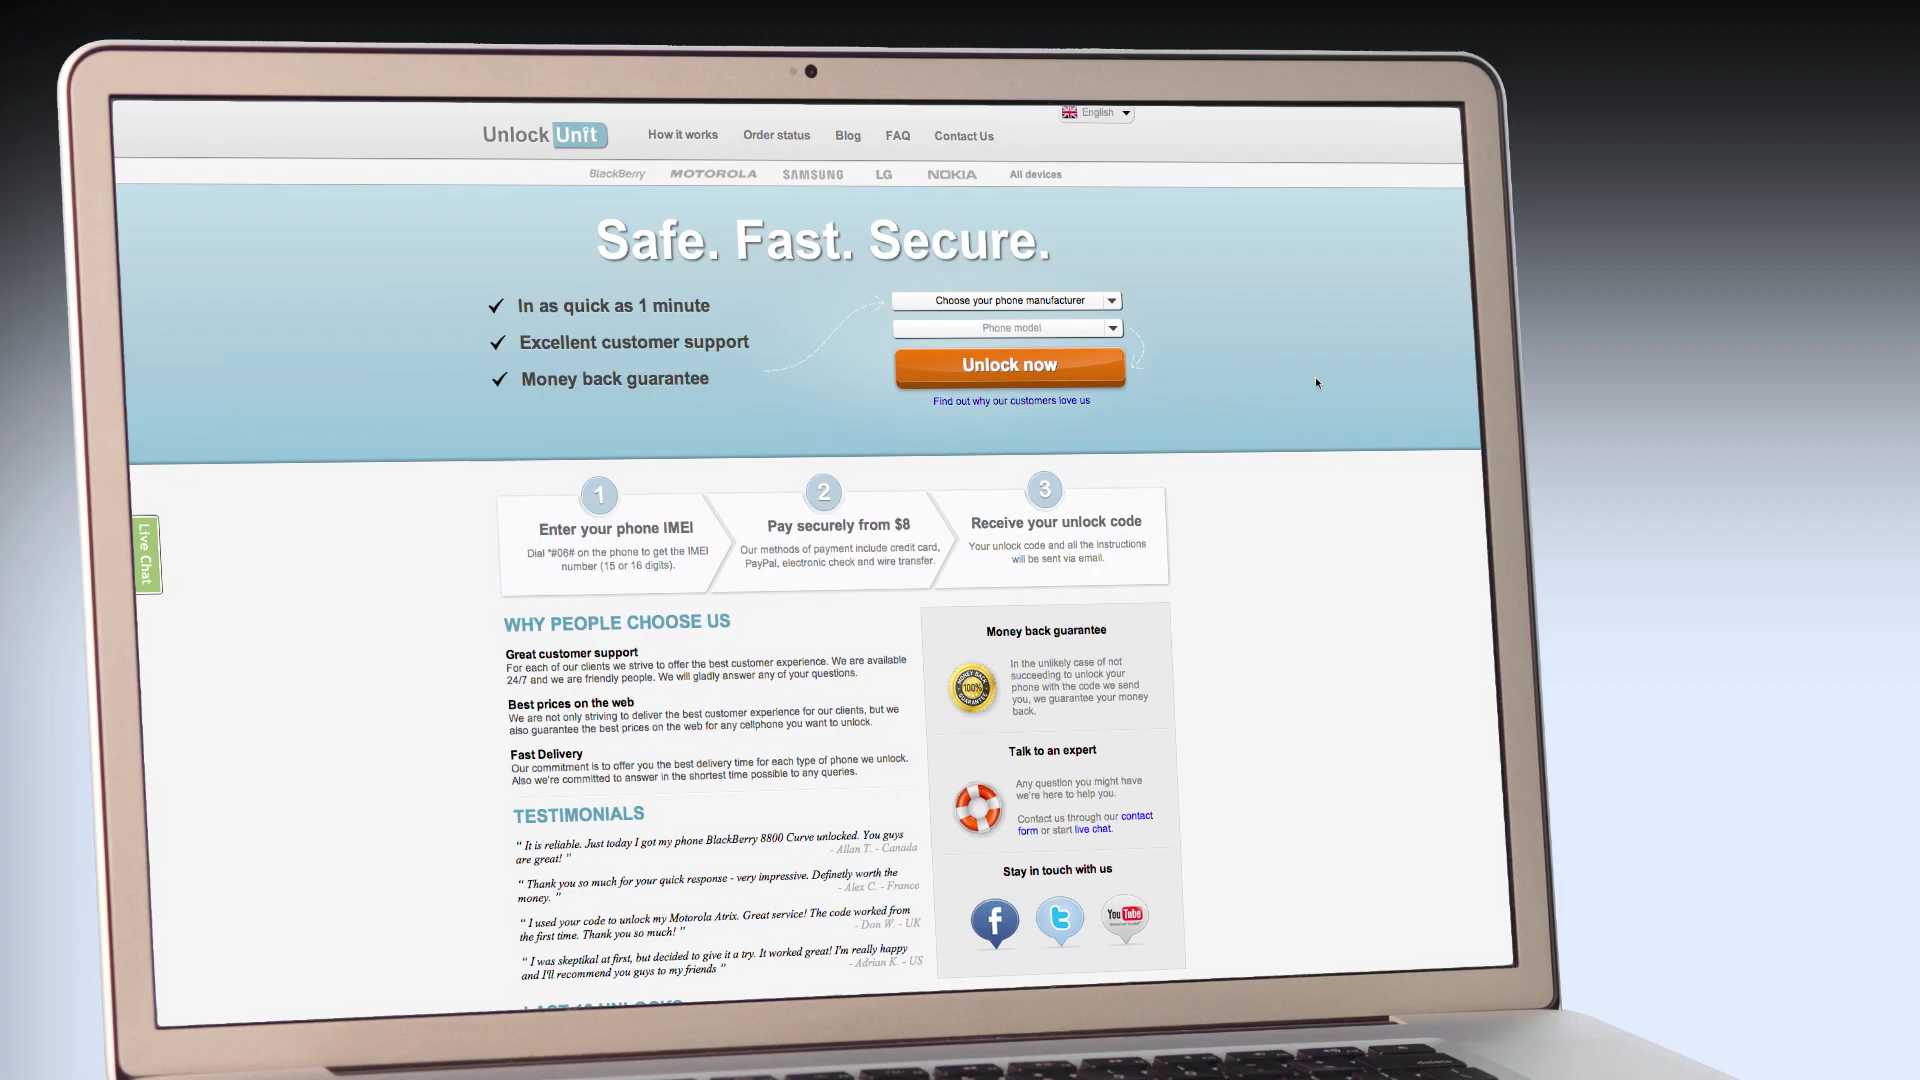 English
Unlock Unit
How it works
Order status
Blog
FAQ
Contact Us
BlackBerry
MOTOROLA
SAMSUNG
LG
NOKIA
All devices
Safe. Fast. Secure.
In as quick as 1 minute
Excellent customer support
Money back guarantee
Choose your phone manufacturer
Phone model
Unlock now
Find out why our customers love us
Live Chat
1
Enter your phone IMEI
Dial *#06# on the phone to get the IMEI
number (15 or 16 digits).
2
Pay securely from $8
Our methods of payment include credit card,
PayPal, electronic check and wire transfer.
3
Receive your unlock code
Your unlock code and all the instructions
will be sent via email.
WHY PEOPLE CHOOSE US
Great customer support
For each of our clients we strive to offer the best customer experience. We are available
24/7 and we are friendly people. We will gladly answer any of your questions.
Best prices on the web
We are not only striving to deliver the best customer experience for our clients, but we
also guarantee the best prices on the web for any cellphone you want to unlock.
Fast Delivery
Our commitment is to offer you the best delivery time for each type of phone we unlock.
Also we're committed to answer in the shortest time possible to any queries.
TESTIMONIALS
“ It is reliable. Just today I got my phone BlackBerry 8800 Curve unlocked. You guys
are great! ”
- Allan T. - Canada
“ Thank you so much for your quick response - very impressive. Definetly worth the
money. ”
- Alex C. - France
“ I used your code to unlock my Motorola Atrix. Great service! The code worked from
the first time. Thank you so much! ”
- Don W. - UK
“ I was skeptikal at first, but decided to give it a try. It worked great! I'm really happy
and I'll recommend you guys to my friends ”
- Adrian K. - US
LAST 10 UNLOCKS
Money back guarantee
MONEY BACK
100%
GUARANTEE
In the unlikely case of not
succeeding to unlock your
phone with the code we send
you, we guarantee your money
back.
Talk to an expert
Any question you might have
we're here to help you.
Contact us through our contact
form or start live chat.
Stay in touch with us
f
t
You Tube